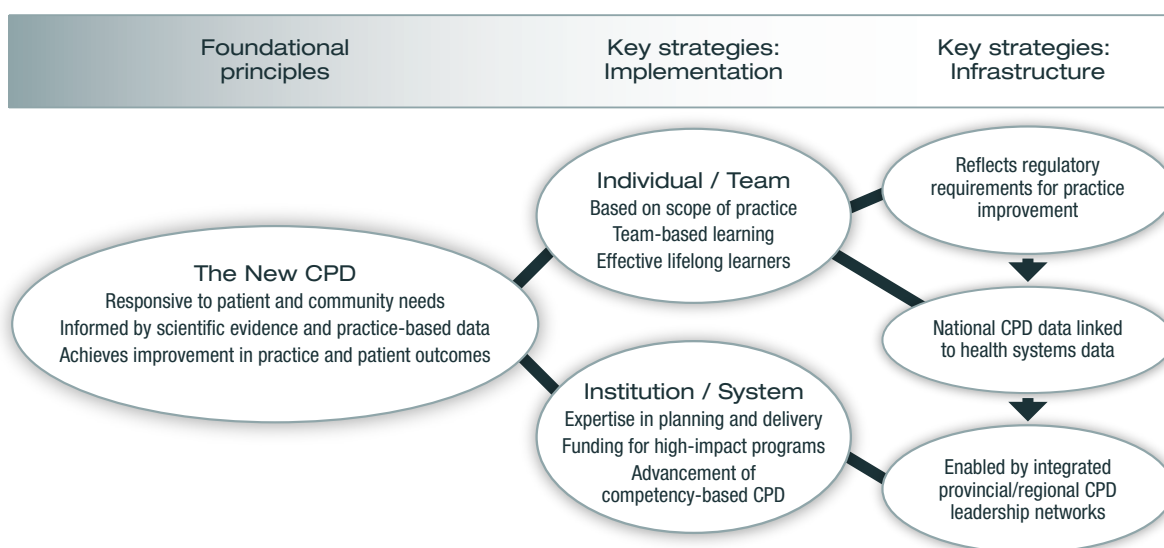 Foundational
principles
Key strategies:
Implementation
Key strategies:
Infrastructure
The New CPD
Responsive to patient and community needs
Informed by scientific evidence and practice-based data
Achieves improvement in practice and patient outcomes
Individual / Team
Based on scope of practice
Team-based learning
Effective lifelong learners
Institution / System
Expertise in planning and delivery
Funding for high-impact programs
Advancement of
competency-based CPD
Reflects regulatory
requirements for practice
improvement
National CPD data linked
to health systems data
Enabled by integrated
provincial/regional CPD
leadership networks